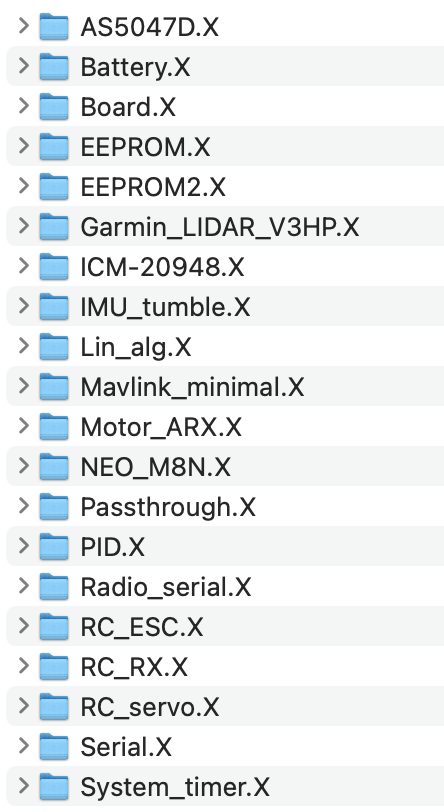 AS5047D.X
Battery.X
Board.X
EEPROM.X
EEPROM2.X
Garmin_LIDAR_V3HP.X
ICM-20948.X
IMU_tumble.X
Lin_alg.X
Mavlink_minimal.X
Motor_ARX.X
NEO_M8N.X
Passthrough.X
PID.X
Radio_serial.X
RC_ESC.X
RC_RX.X
RC_servo.X
Serial.X
System_timer.X